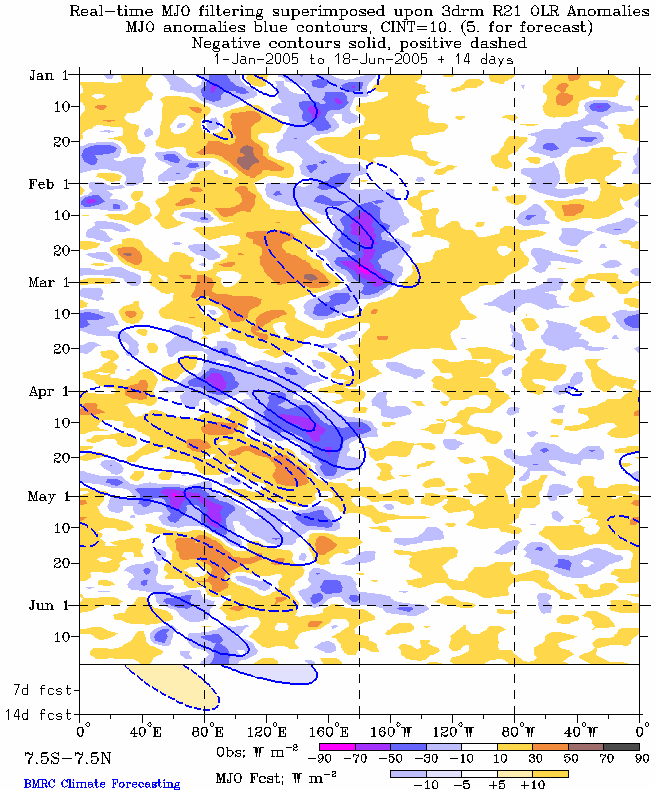 Real-time MJO filtering superimposed upon 3drm R21 OLR Anomalies
MJO anomalies blue contours, CINT=10. (5. for forecast)
Negative contours solid, positive dashed
1-Jan-2005 to 18-Jun-2005 + 14 days
Jan 1
10
20
Feb 1
10
20
Mar 1
10
20
Apr 1
10
20
May 1
10
20
Jun 1
10
7d fcst
14d fcst
0° 40°E 80°E 120°E 160°E 160°W 120°W 80°W 40°W 0°
7.5S-7.5N
Obs; W m⁻²
-90 -70 -50 -30 -10 10 30 50 70 90
BMRC Climate Forecasting
MJO Fcst; W m⁻²
-10 -5 +5 +10